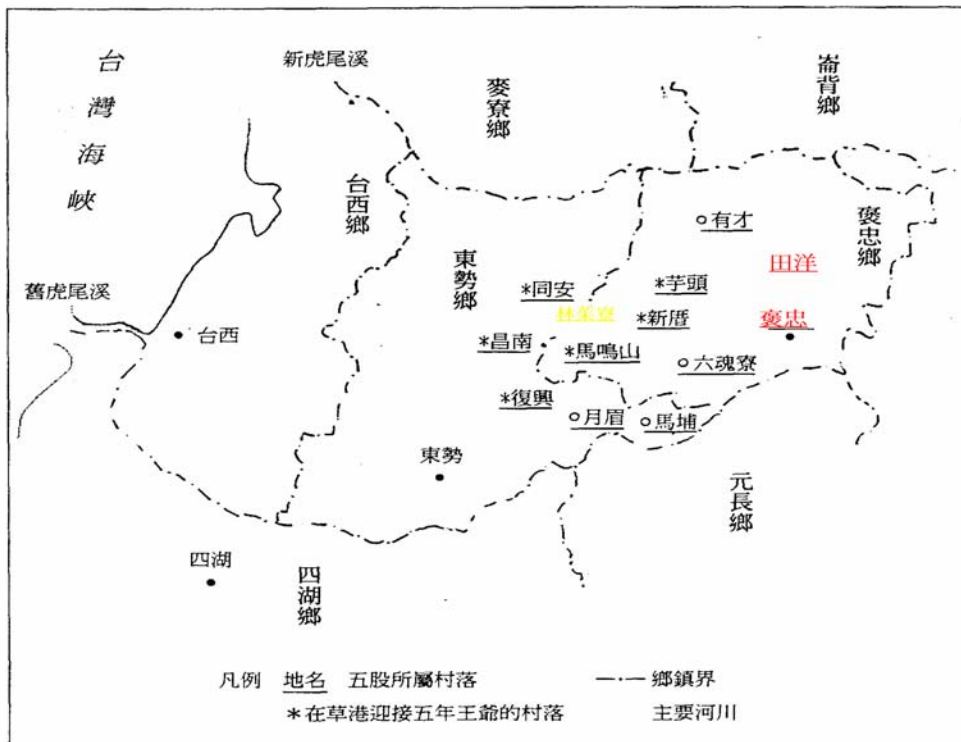 台灣海峽
新虎尾溪
麥寮鄉
崙背鄉
台西鄉
褒忠鄉
東勢鄉
有才
田洋
*同安
*芋頭
舊虎尾溪
林茱寮
*新厝
褒忠
台西
*昌南
*馬鳴山
六魂寮
*復興
月眉
馬埔
東勢
元長鄉
四湖
四湖鄉
凡例 地名 五股所屬村落 鄉鎮界
*在草港迎接五年王爺的村落 主要河川